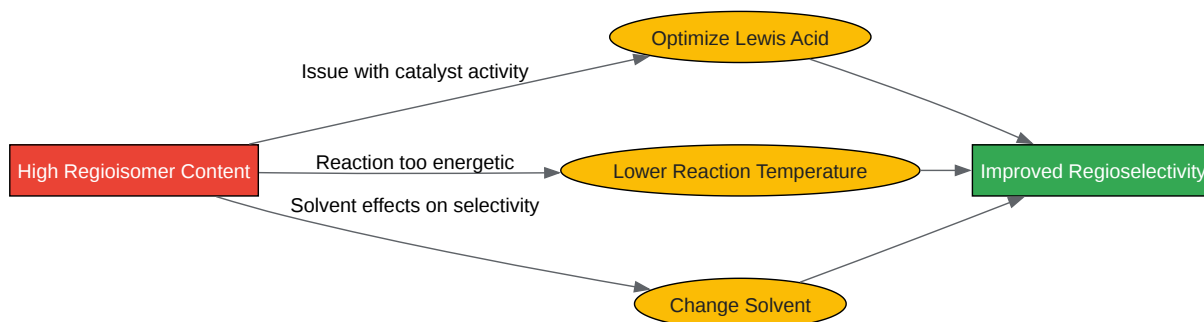 Optimize Lewis Acid
Issue with catalyst activity
High Regioisomer Content
Reaction too energetic
Lower Reaction Temperature
Improved Regioselectivity
Solvent effects on selectivity
Change Solvent